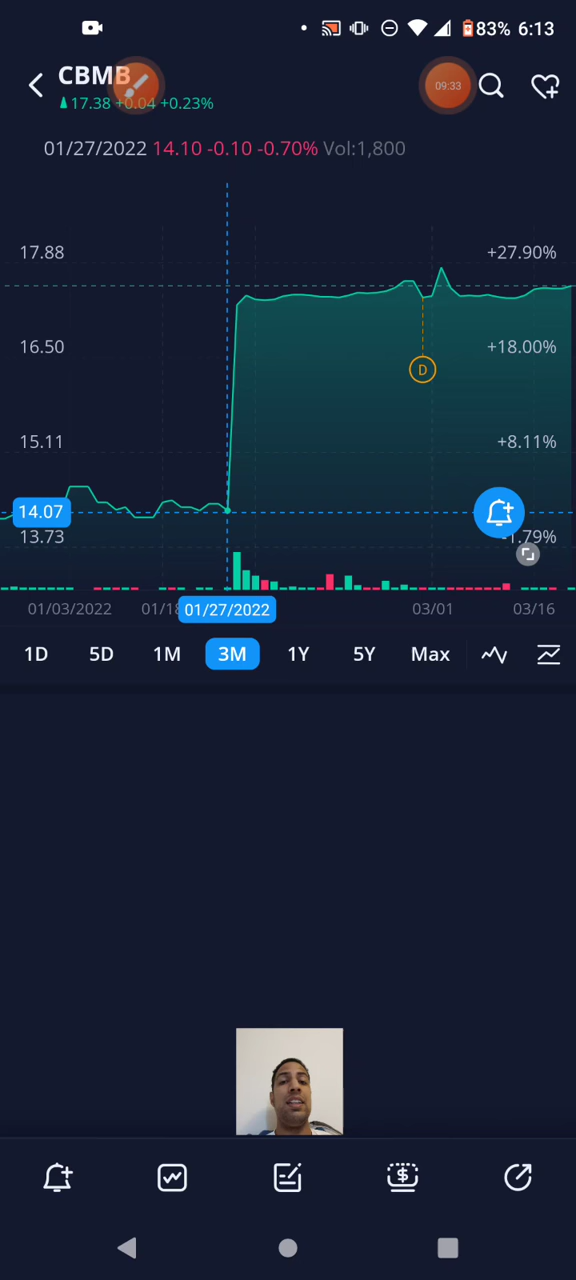 83% 6:13
CBMB
17.38 +0.04 +0.23%
09:33
01/27/2022 14.10 -0.10 -0.70% Vol:1,800
17.88 +27.90%
16.50 +18.00%
D
15.11 +8.11%
14.07
13.73 -1.79%
01/03/2022 01/18 01/27/2022 03/01 03/16
1D 5D 1M 3M 1Y 5Y Max